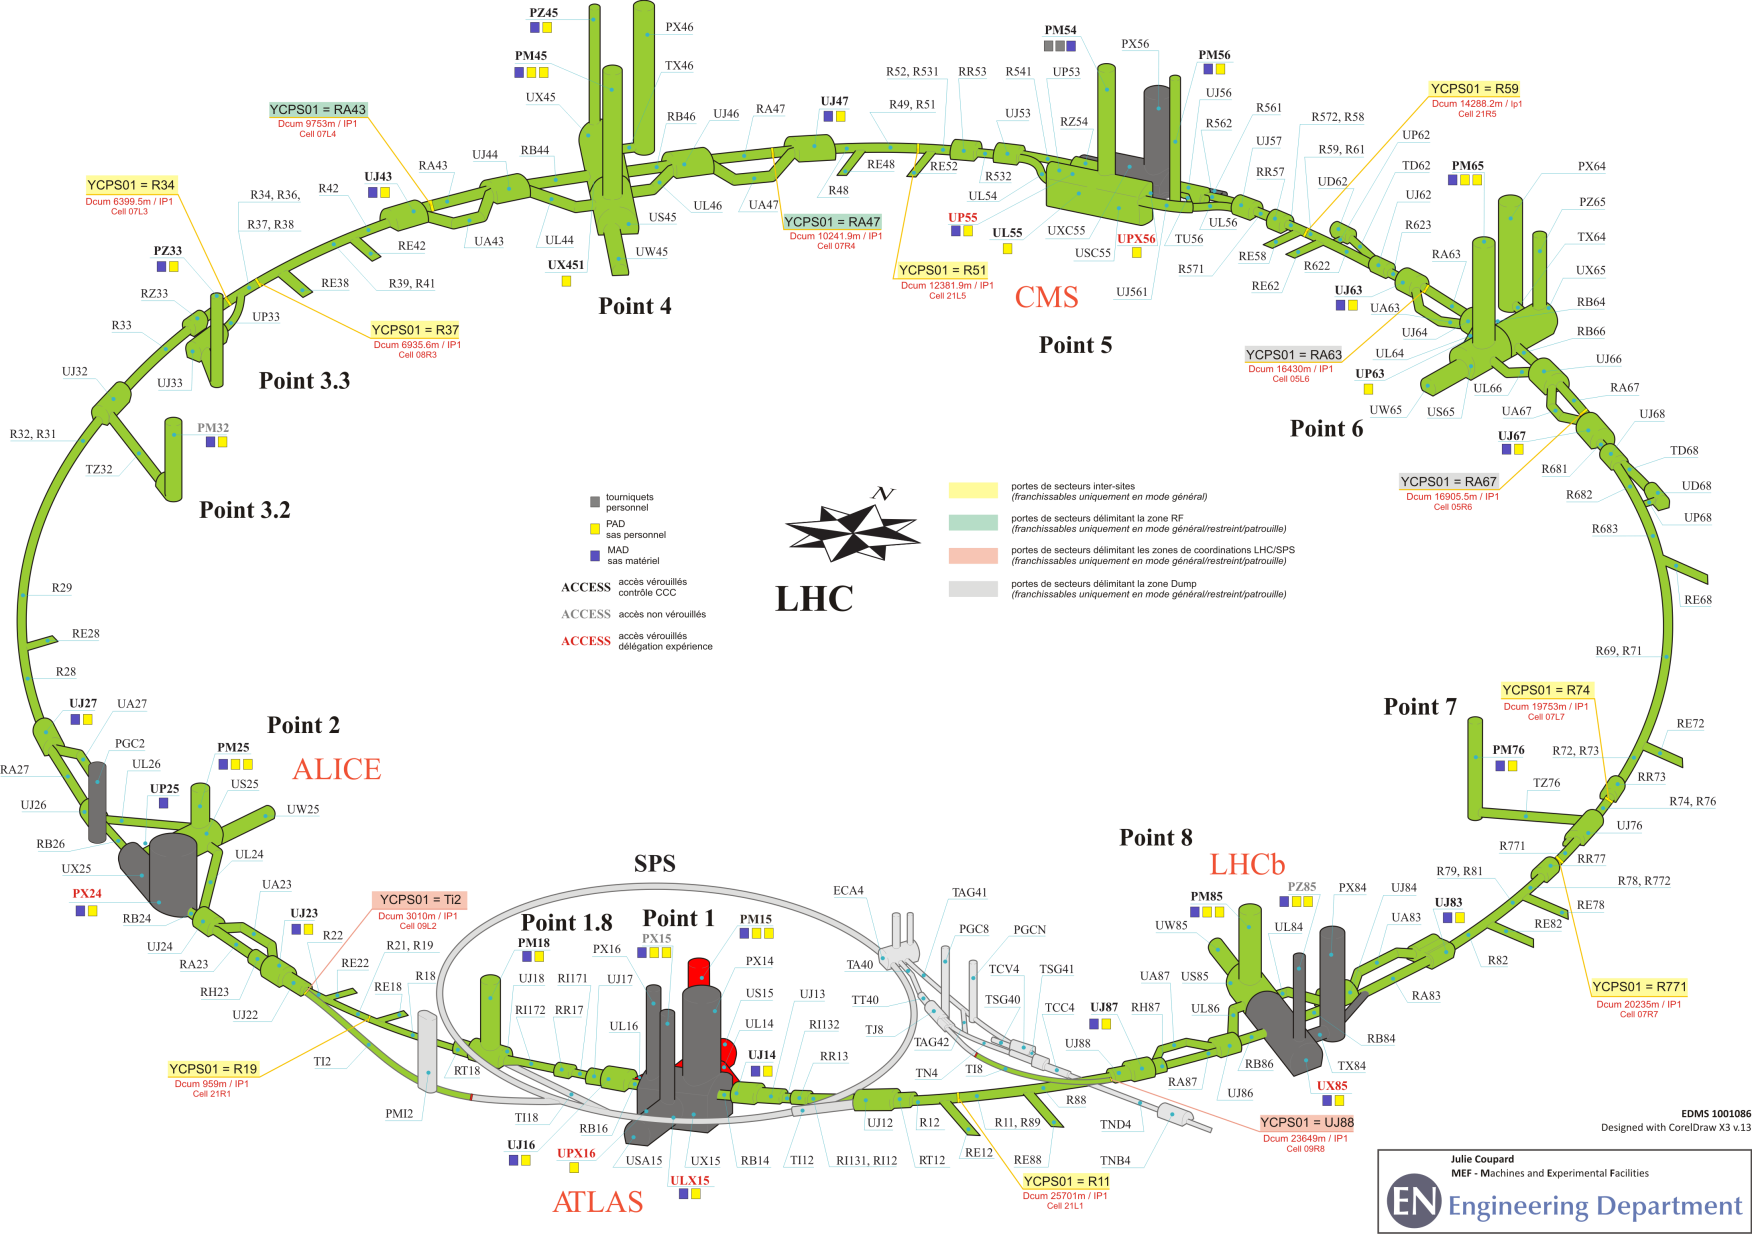 PZ45
PX46
PM45
TX46
UX45
RB46
UJ46
RA47
UJ47
R49, R51
R52, R531
RR53
R541
UP53
UJ53
RZ54
PM54
PX56
PM56
UJ56
R562
R561
UJ57
RR57
R572, R58
R59, R61
UD62
UP62
TD62
UJ62
R623
RA63
YCPS01 = R59
Dcum 14288.2m / Ip1
Cell 21R5
PM65
PX64
PZ65
TX64
UX65
RB64
RB66
UJ66
RA67
UJ68
TD68
UD68
UP68
YCPS01 = RA43
Dcum 9753m / IP1
Cell 07L4
RB44
UJ44
RA43
UJ43
R42
R34, R36,
R37, R38
YCPS01 = R34
Dcum 6399.5m / IP1
Cell 07L3
PZ33
RZ33
R33
UJ32
R32, R31
TZ32
UJ33
UP33
RE38
R39, R41
RE42
UA43
UL44
UX451
US45
UW45
UL46
UA47
Point 4
YCPS01 = RA47
Dcum 10241.9m / IP1
Cell 07R4
R48
RE48
RE52
R532
UL54
UP55
UL55
UXC55
USC55
UPX56
UJ561
TU56
UL56
R571
RE58
RE62
R622
YCPS01 = R51
Dcum 12381.9m / IP1
Cell 21L5
CMS
Point 5
UJ63
UA63
UJ64
UL64
UP63
UW65
US65
UL66
UA67
UJ67
R681
R682
R683
YCPS01 = RA63
Dcum 16430m / IP1
Cell 05L6
Point 6
YCPS01 = RA67
Dcum 16905.5m / IP1
Cell 05R6
YCPS01 = R37
Dcum 6935.6m / IP1
Cell 08R3
Point 3.3
PM32
Point 3.2
tourniquets
personnel
PAD
sas personnel
MAD
sas matériel
ACCESS
accès vérouillés
contrôle CCC
ACCESS
accès non vérouillés
ACCESS
accès vérouillés
délégation expérience
N
LHC
portes de secteurs inter-sites
(franchissables uniquement en mode général)
portes de secteurs délimitant la zone RF
(franchissables uniquement en mode général/restreint/patrouille)
portes de secteurs délimitant les zones de coordinations LHC/SPS
(franchissables uniquement en mode général/restreint/patrouille)
portes de secteurs délimitant la zone Dump
(franchissables uniquement en mode général/restreint/patrouille)
R29
RE28
R28
UJ27
UA27
PGC2
RA27
UL26
UJ26
UP25
RB26
UX25
PX24
RB24
UJ24
RA23
RH23
UJ22
PM25
US25
UW25
UL24
UA23
UJ23
R22
RE22
R21, R19
RE18
R18
Point 2
ALICE
YCPS01 = Ti2
Dcum 3010m / IP1
Cell 09L2
YCPS01 = R19
Dcum 959m / IP1
Cell 21R1
TI2
PMI2
RT18
SPS
Point 1.8
PM18
UJ18
RI171
RI172
RR17
UJ17
UL16
PX16
Point 1
PX15
PM15
PX14
US15
UL14
UJ14
UJ13
RI132
RR13
TI18
UJ16
RB16
UPX16
USA15
ULX15
UX15
RB14
TI12
RI131, RI12
ATLAS
UJ12
R12
RT12
RE12
R11, R89
RE88
R88
YCPS01 = R11
Dcum 25701m / IP1
Cell 21L1
ECA4
TA40
TT40
TJ8
TAG41
PGC8
PGCN
TCV4
TSG40
TSG41
TCC4
TAG42
TN4
TI8
TND4
TNB4
UJ88
UJ87
RH87
UA87
RA87
UJ86
UL86
US85
UW85
PM85
RB86
Point 8
LHCb
PZ85
UL84
PX84
UJ84
UA83
UJ83
R79, R81
R82
RE82
RA83
RB84
TX84
UX85
YCPS01 = UJ88
Dcum 23649m / IP1
Cell 09R8
RE68
R69, R71
Point 7
YCPS01 = R74
Dcum 19753m / IP1
Cell 07L7
PM76
TZ76
R72, R73
RE72
RR73
R74, R76
UJ76
R771
RR77
R78, R772
RE78
YCPS01 = R771
Dcum 20235m / IP1
Cell 07R7
EDMS 1001086
Designed with CorelDraw X3 v.13
Julie Coupard
MEF - Machines and Experimental Facilities
EN Engineering Department